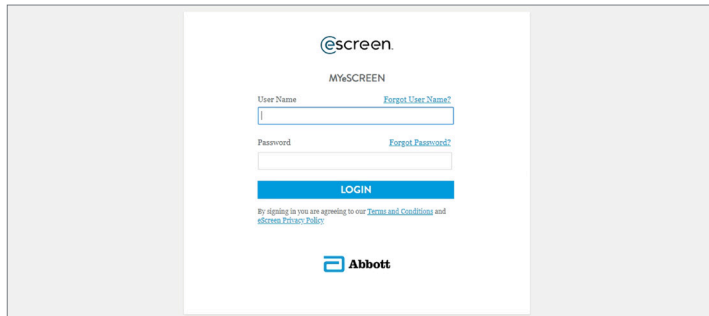 escreen.
MYeSCREEN
User Name Forgot User Name?
Password Forgot Password?
LOGIN
By signing in you are agreeing to our Terms and Conditions and
eScreen Privacy Policy
Abbott